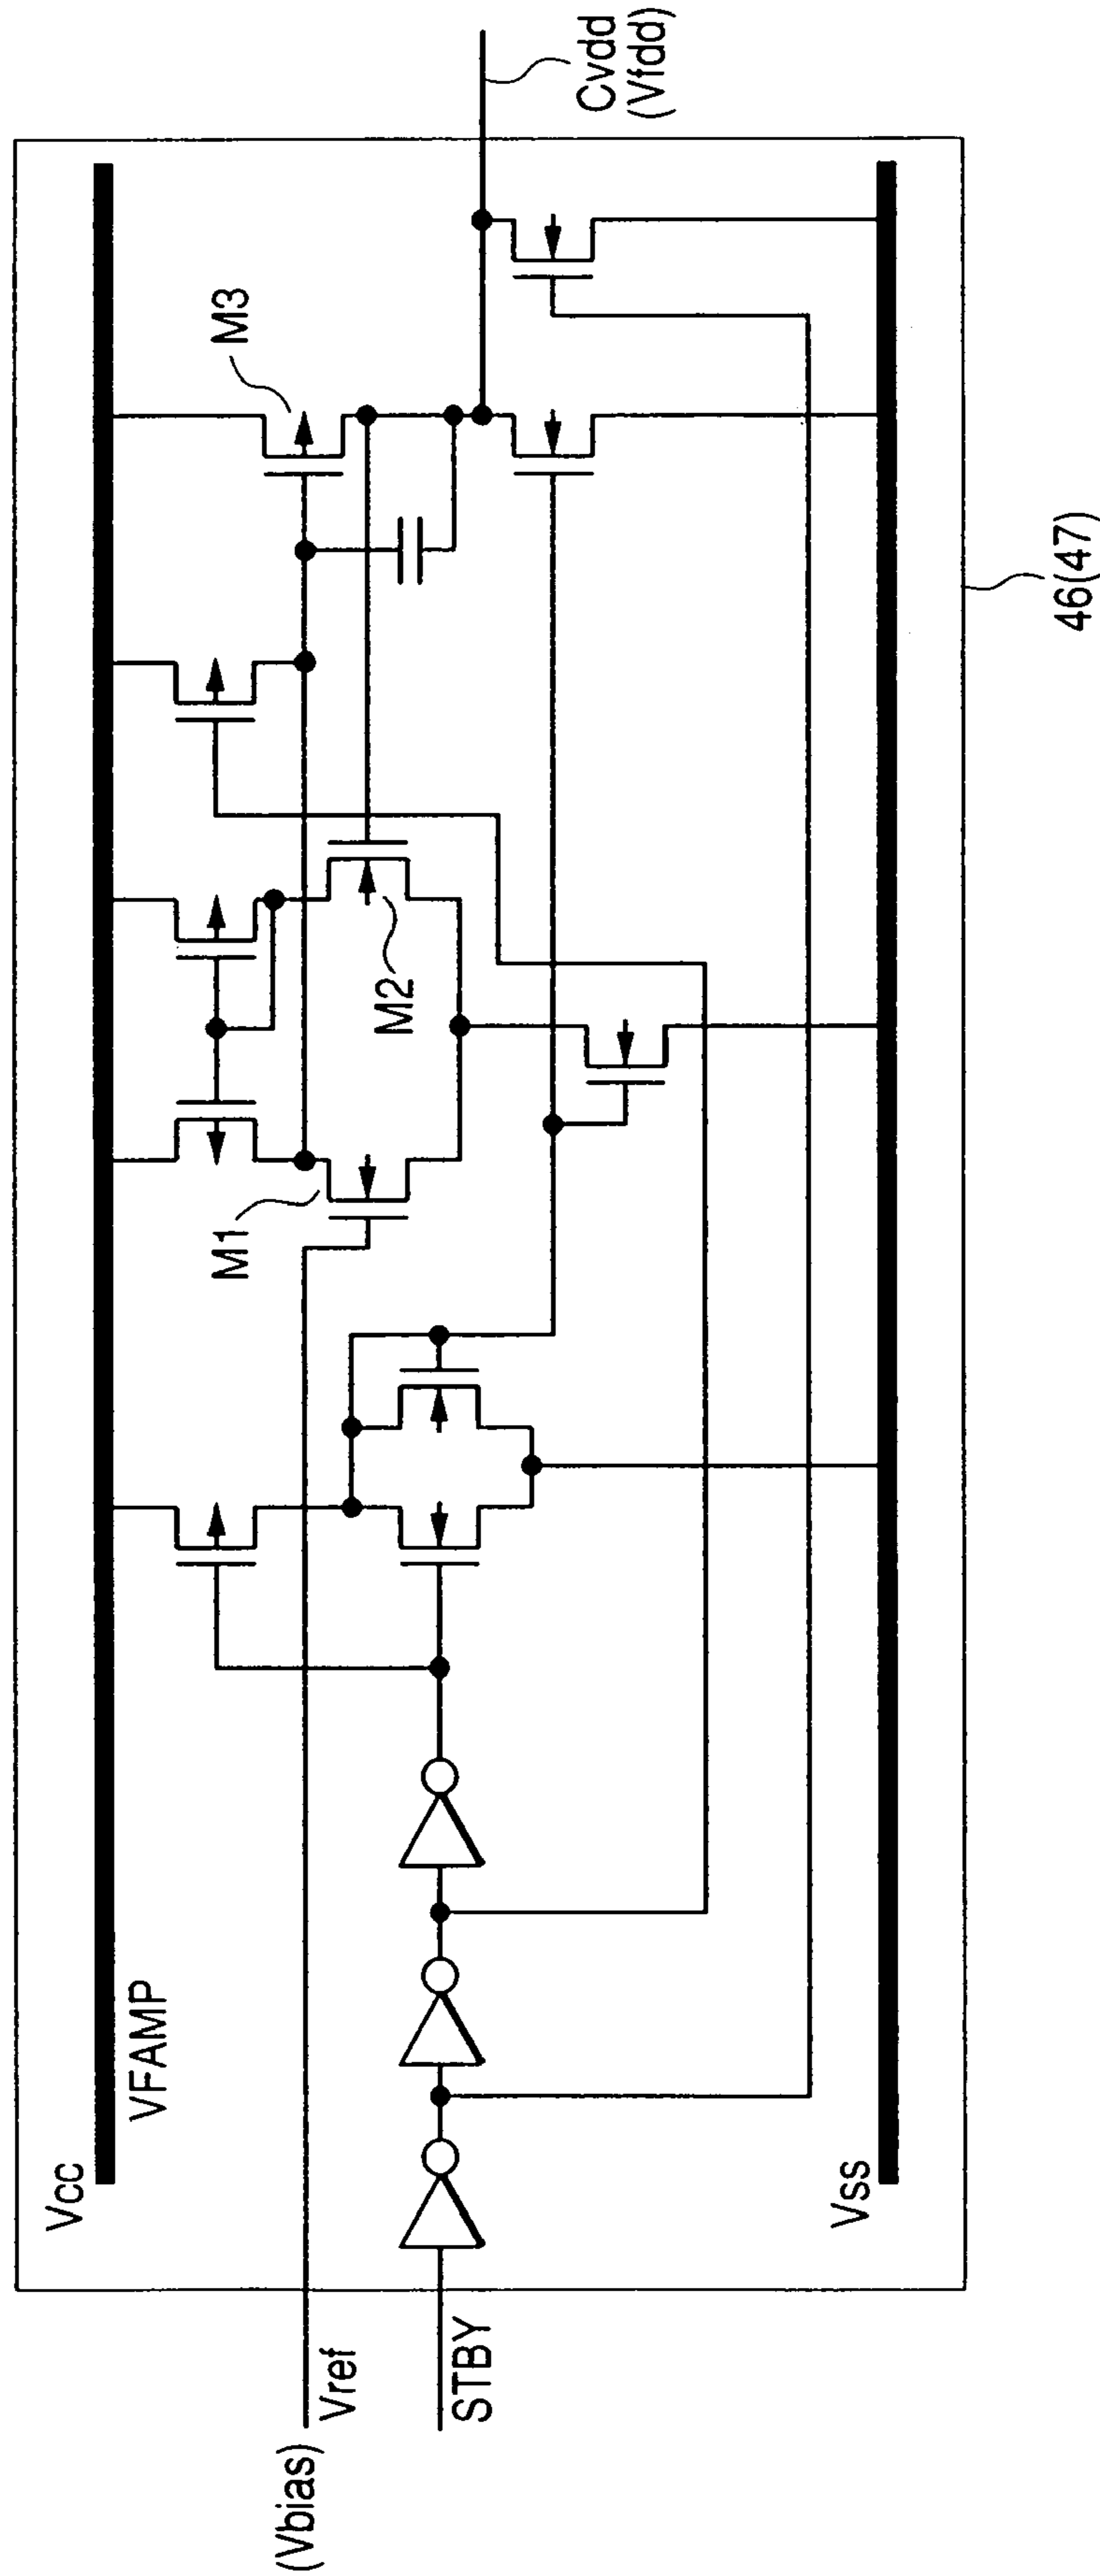 Vcc
VFAMP
(Vbias)
Vref
STBY
Vss
M1
M2
M3
Cvdd
(Vfdd)
46(47)